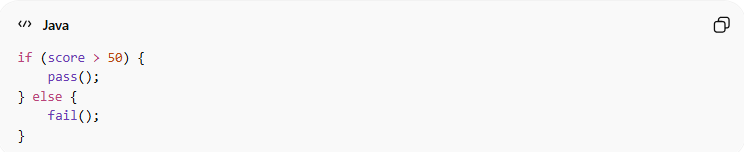 Java
if (score > 50) {
    pass();
} else {
    fail();
}